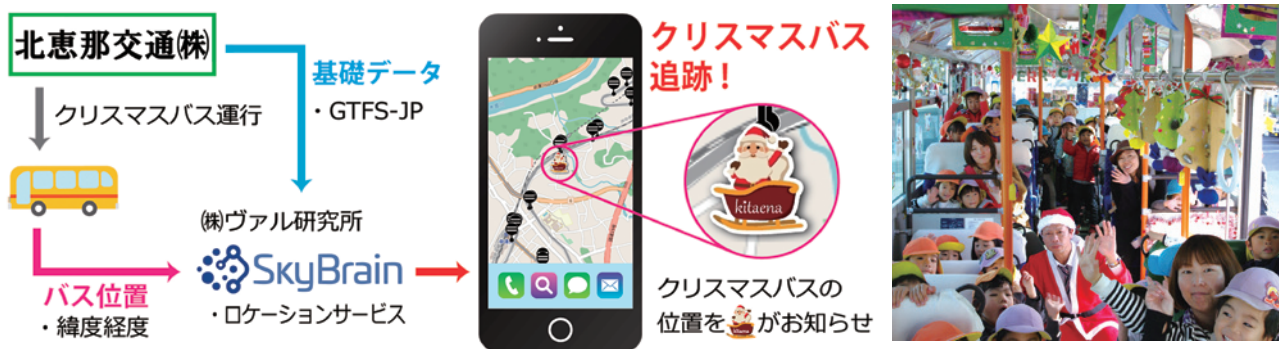 北恵那交通㈱
クリスマスバス運行
基礎データ
・GTFS-JP
㈱ヴァル研究所
SkyBrain
・ロケーションサービス
バス位置
・緯度経度
クリスマスバス
追跡！
kitaena
クリスマスバスの
位置を
がお知らせ